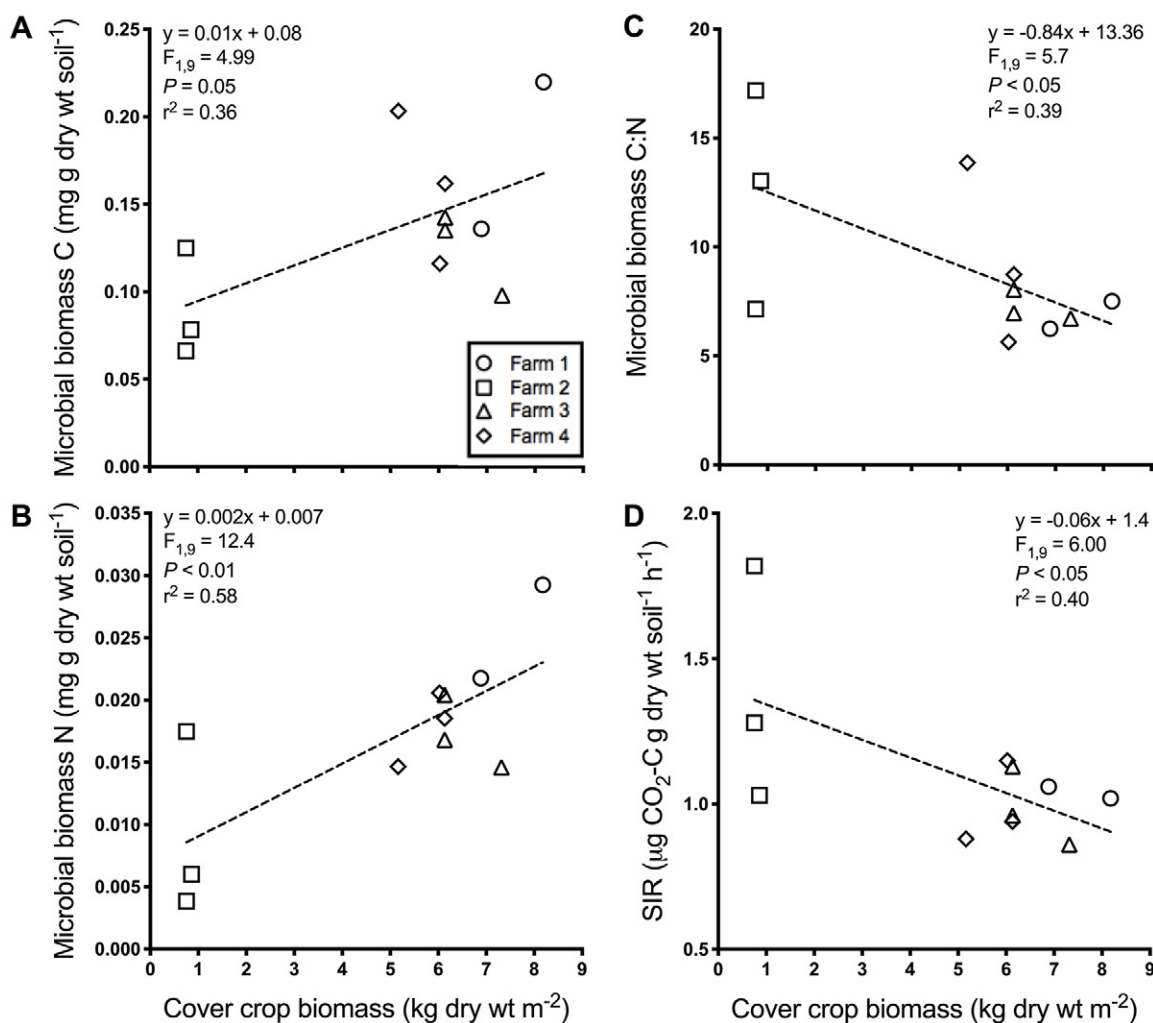 A
y = 0.01x + 0.08
F1,9 = 4.99
P = 0.05
r² = 0.36
Microbial biomass C (mg g dry wt soil⁻¹)
0.25
0.20
0.15
0.10
0.05
0.00
Farm 1
Farm 2
Farm 3
Farm 4
C
y = -0.84x + 13.36
F1,9 = 5.7
P < 0.05
r² = 0.39
Microbial biomass C:N
20
15
10
5
0
B
y = 0.002x + 0.007
F1,9 = 12.4
P < 0.01
r² = 0.58
Microbial biomass N (mg g dry wt soil⁻¹)
0.035
0.030
0.025
0.020
0.015
0.010
0.005
0.000
0 1 2 3 4 5 6 7 8 9
Cover crop biomass (kg dry wt m⁻²)
D
y = -0.06x + 1.4
F1,9 = 6.00
P < 0.05
r² = 0.40
SIR (µg CO₂-C g dry wt soil⁻¹ h⁻¹)
2.0
1.5
1.0
0.5
0 1 2 3 4 5 6 7 8 9
Cover crop biomass (kg dry wt m⁻²)